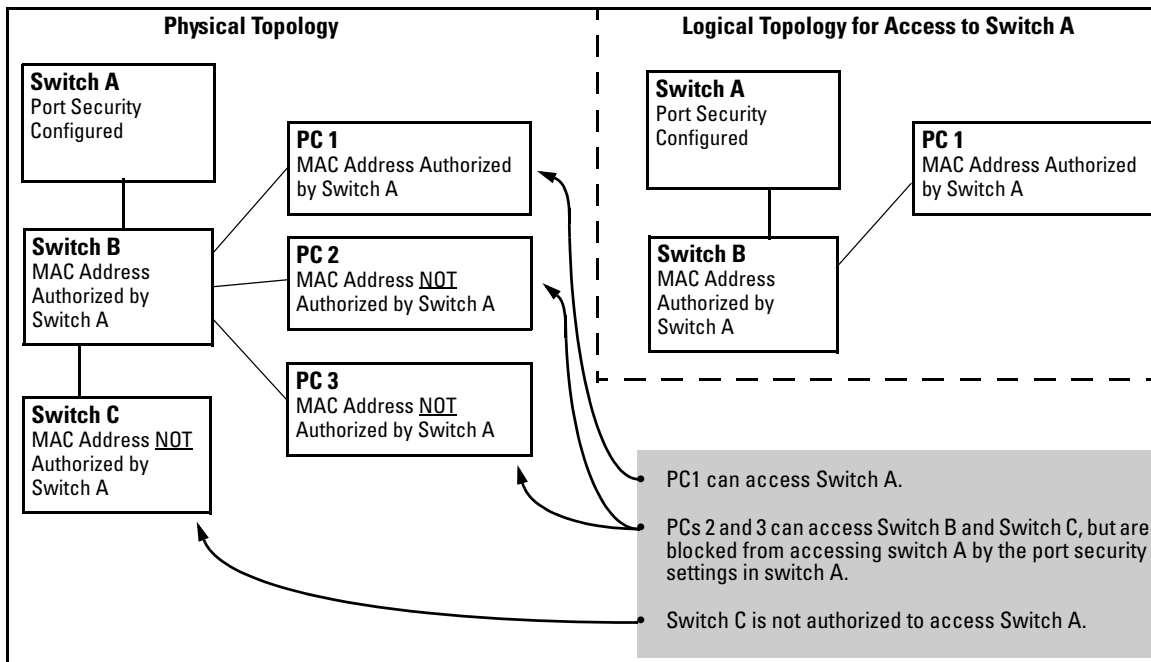 Physical Topology
Switch A
Port Security
Configured
PC 1
MAC Address Authorized
by Switch A
Switch B
MAC Address
Authorized by
Switch A
PC 2
MAC Address NOT
Authorized by Switch A
PC 3
MAC Address NOT
Authorized by Switch A
Switch C
MAC Address NOT
Authorized by
Switch A
Logical Topology for Access to Switch A
Switch A
Port Security
Configured
PC 1
MAC Address Authorized
by Switch A
Switch B
MAC Address
Authorized by
Switch A
• PC1 can access Switch A.
• PCs 2 and 3 can access Switch B and Switch C, but are
blocked from accessing switch A by the port security
settings in switch A.
• Switch C is not authorized to access Switch A.